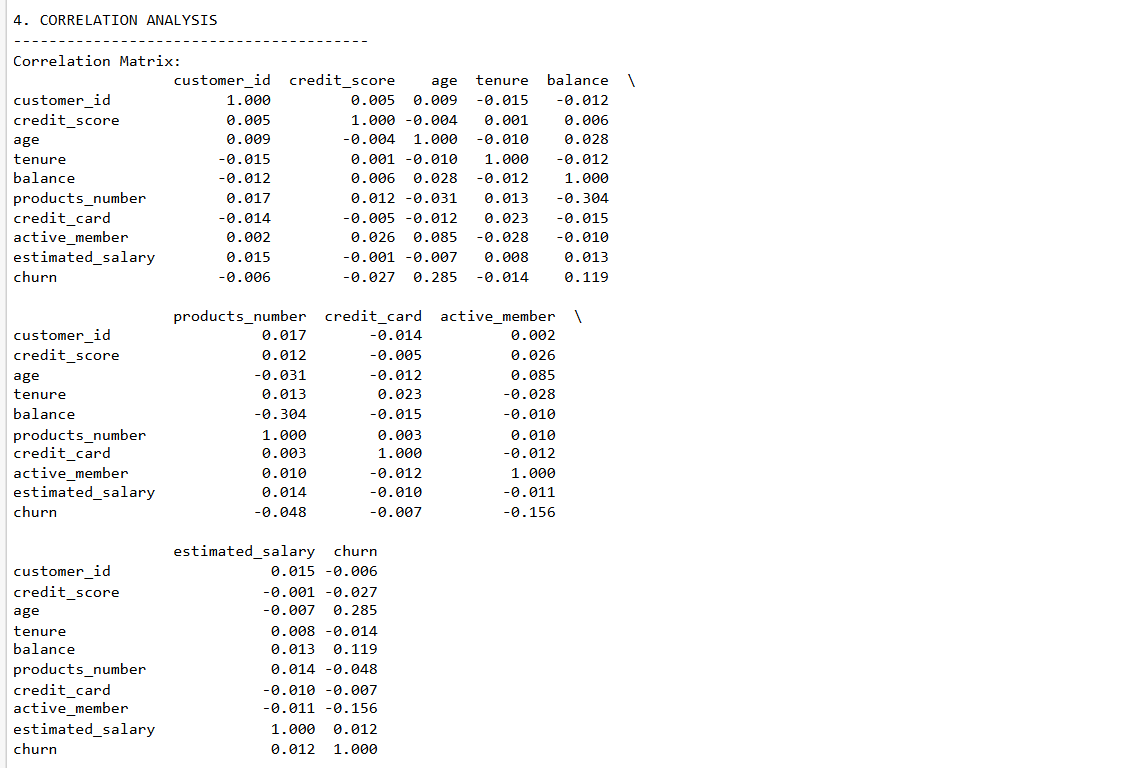 4. CORRELATION ANALYSIS
----------------------------------------
Correlation Matrix:
                  customer_id  credit_score    age  tenure  balance  \
customer_id             1.000         0.005  0.009  -0.015   -0.012
credit_score            0.005         1.000 -0.004   0.001    0.006
age                     0.009        -0.004  1.000  -0.010    0.028
tenure                 -0.015         0.001 -0.010   1.000   -0.012
balance                -0.012         0.006  0.028  -0.012    1.000
products_number         0.017         0.012 -0.031   0.013   -0.304
credit_card            -0.014        -0.005 -0.012   0.023   -0.015
active_member           0.002         0.026  0.085  -0.028   -0.010
estimated_salary        0.015        -0.001 -0.007   0.008    0.013
churn                  -0.006        -0.027  0.285  -0.014    0.119

                  products_number  credit_card  active_member  \
customer_id                 0.017       -0.014          0.002
credit_score                0.012       -0.005          0.026
age                        -0.031       -0.012          0.085
tenure                      0.013        0.023         -0.028
balance                    -0.304       -0.015         -0.010
products_number             1.000        0.003          0.010
credit_card                 0.003        1.000         -0.012
active_member               0.010       -0.012          1.000
estimated_salary            0.014       -0.010         -0.011
churn                      -0.048       -0.007         -0.156

                  estimated_salary  churn
customer_id                  0.015 -0.006
credit_score                -0.001 -0.027
age                         -0.007  0.285
tenure                       0.008 -0.014
balance                      0.013  0.119
products_number              0.014 -0.048
credit_card                 -0.010 -0.007
active_member               -0.011 -0.156
estimated_salary             1.000  0.012
churn                        0.012  1.000